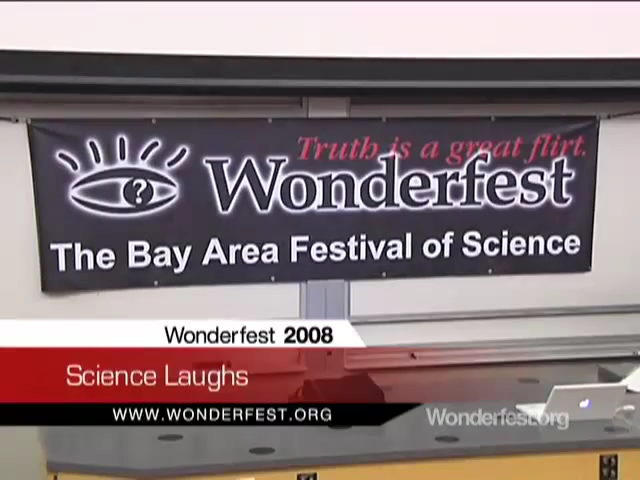 Truth is a great flirt.
?
Wonderfest
The Bay Area Festival of Science
Wonderfest 2008
Science Laughs
WWW.WONDERFEST.ORG
Wonderfest.org